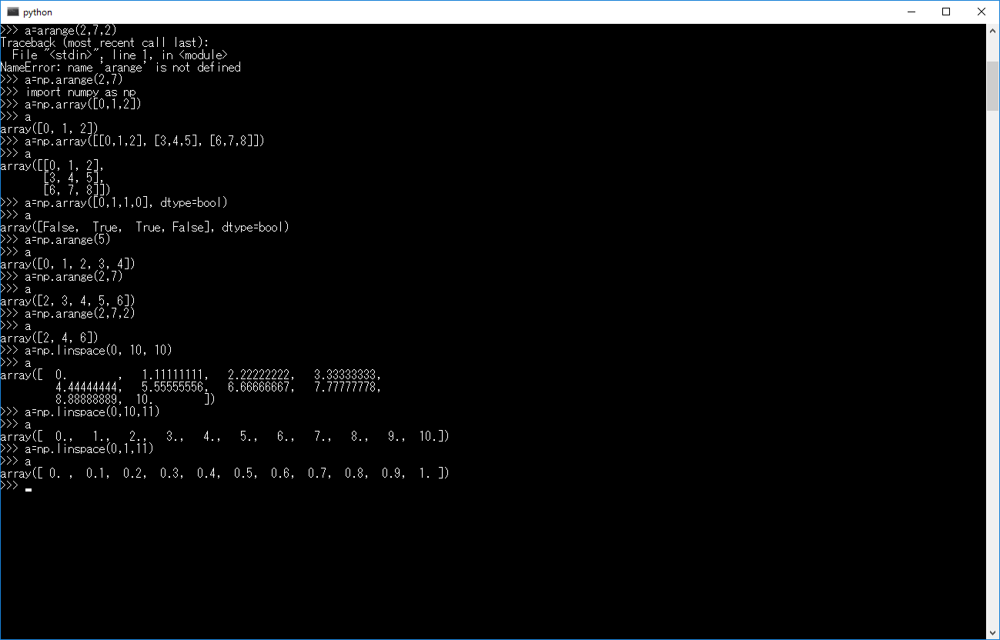 python
>>> a=arange(2,7,2)
Traceback (most recent call last):
  File "<stdin>", line 1, in <module>
NameError: name 'arange' is not defined
>>> a=np.arange(2,7)
>>> import numpy as np
>>> a=np.array([0,1,2])
>>> a
array([0, 1, 2])
>>> a=np.array([[0,1,2], [3,4,5], [6,7,8]])
>>> a
array([[0, 1, 2],
       [3, 4, 5],
       [6, 7, 8]])
>>> a=np.array([0,1,1,0], dtype=bool)
>>> a
array([False,  True,  True, False], dtype=bool)
>>> a=np.arange(5)
>>> a
array([0, 1, 2, 3, 4])
>>> a=np.arange(2,7)
>>> a
array([2, 3, 4, 5, 6])
>>> a=np.arange(2,7,2)
>>> a
array([2, 4, 6])
>>> a=np.linspace(0, 10, 10)
>>> a
array([  0.        ,   1.11111111,   2.22222222,   3.33333333,
         4.44444444,   5.55555556,   6.66666667,   7.77777778,
         8.88888889,  10.        ])
>>> a=np.linspace(0,10,11)
>>> a
array([  0.,   1.,   2.,   3.,   4.,   5.,   6.,   7.,   8.,   9.,  10.])
>>> a=np.linspace(0,1,11)
>>> a
array([ 0. ,  0.1,  0.2,  0.3,  0.4,  0.5,  0.6,  0.7,  0.8,  0.9,  1. ])
>>>